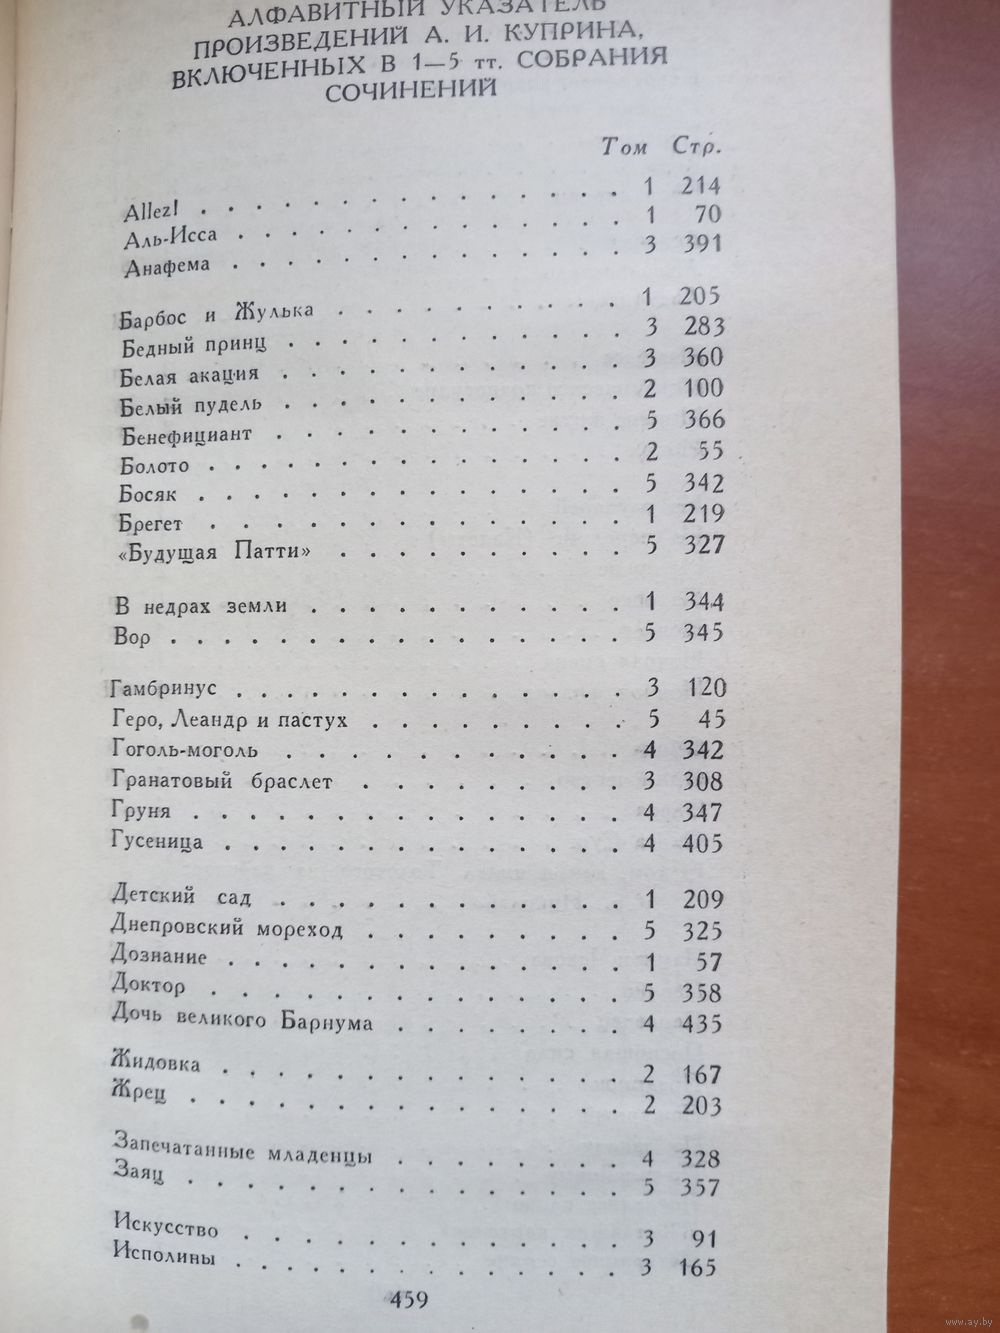 АЛФАВИТНЫЙ УКАЗАТЕЛЬ
ПРОИЗВЕДЕНИЙ А. И. КУПРИНА,
ВКЛЮЧЕННЫХ В 1—5 тт. СОБРАНИЯ
СОЧИНЕНИЙ
Том Стр.
Allez! . . . . . . . . . . . . . . . . 1 214
Аль-Исса . . . . . . . . . . . . . . 1 70
Анафема . . . . . . . . . . . . . . 3 391
Барбос и Жулька . . . . . . . . . . 1 205
Бедный принц . . . . . . . . . . . . 3 283
Белая акация . . . . . . . . . . . . 3 360
Белый пудель . . . . . . . . . . . . 2 100
Бенефициант . . . . . . . . . . . . 5 366
Болото . . . . . . . . . . . . . . . 2 55
Босяк . . . . . . . . . . . . . . . . 5 342
Брегет . . . . . . . . . . . . . . . 1 219
«Будущая Патти» . . . . . . . . . . 5 327
В недрах земли . . . . . . . . . . . 1 344
Вор . . . . . . . . . . . . . . . . . 5 345
Гамбринус . . . . . . . . . . . . . . 3 120
Геро, Леандр и пастух . . . . . . . . . 5 45
Гоголь-моголь . . . . . . . . . . . . 4 342
Гранатовый браслет . . . . . . . . . 3 308
Груня . . . . . . . . . . . . . . . . 4 347
Гусеница . . . . . . . . . . . . . . 4 405
Детский сад . . . . . . . . . . . . 1 209
Днепровский мореход . . . . . . . . . 5 325
Дознание . . . . . . . . . . . . . . 1 57
Доктор . . . . . . . . . . . . . . . 5 358
Дочь великого Барнума . . . . . . . . 4 435
Жидовка . . . . . . . . . . . . . . 2 167
Жрец . . . . . . . . . . . . . . . . 2 203
Запечатанные младенцы . . . . . . . . 4 328
Заяц . . . . . . . . . . . . . . . . 5 357
Искусство . . . . . . . . . . . . . 3 91
Исполины . . . . . . . . . . . . . . 3 165
459
www.ay.by